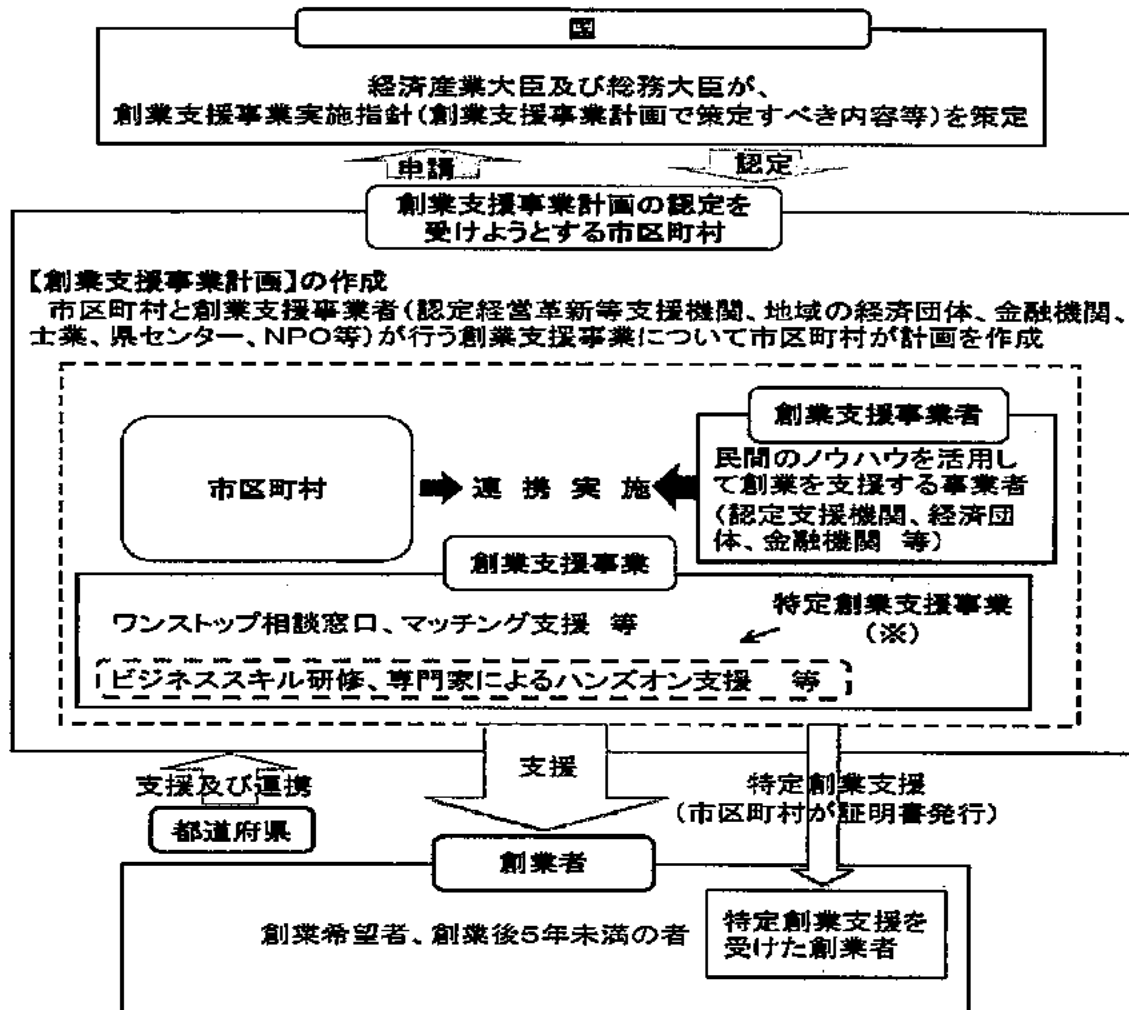 国
経済産業大臣及び総務大臣が、
創業支援事業実施指針(創業支援事業計画で策定すべき内容等)を策定
申請
認定
創業支援事業計画の認定を
受けようとする市区町村
【創業支援事業計画】の作成
市区町村と創業支援事業者(認定経営革新等支援機関、地域の経済団体、金融機関、
士業、県センター、NPO等)が行う創業支援事業について市区町村が計画を作成
創業支援事業者
民間のノウハウを活用し
て創業を支援する事業者
(認定支援機関、経済団
体、金融機関 等)
市区町村
連 携 実 施
創業支援事業
ワンストップ相談窓口、マッチング支援 等
特定創業支援事業
(※)
ビジネススキル研修、専門家によるハンズオン支援 等
支援
特定創業支援
(市区町村が証明書発行)
支援及び連携
都道府県
創業者
創業希望者、創業後5年未満の者
特定創業支援を
受けた創業者